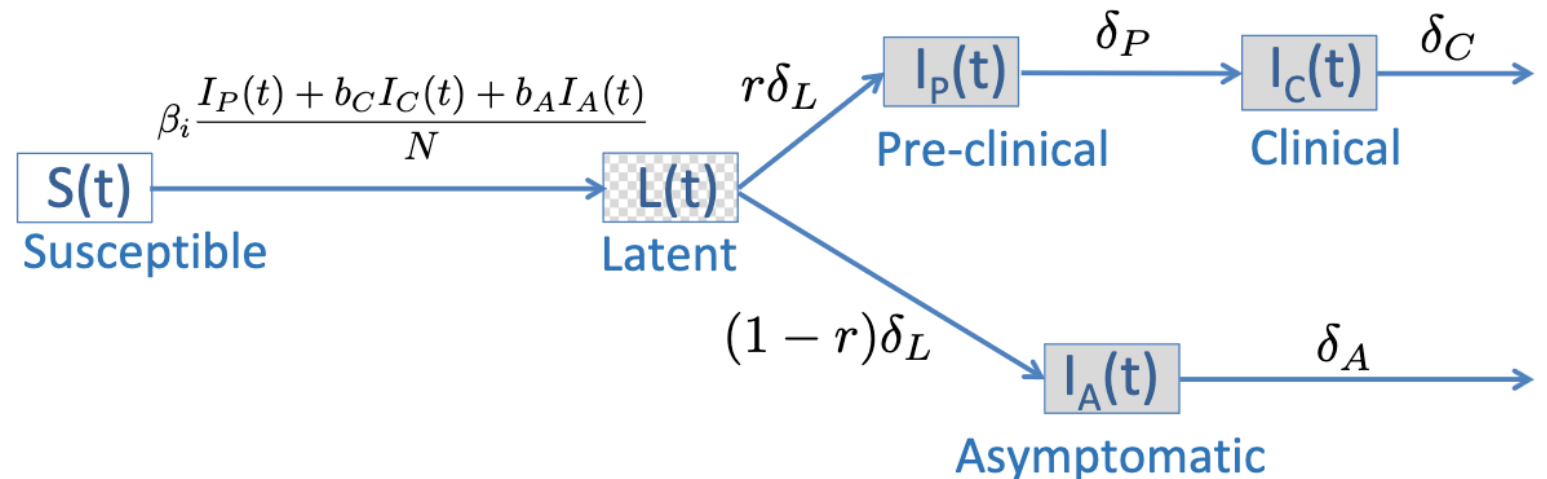 δ_P
δ_C
I_P(t)
I_C(t)
rδ_L
β_i (I_P(t) + b_C I_C(t) + b_A I_A(t)) / N
Pre-clinical
Clinical
S(t)
L(t)
Susceptible
Latent
(1 − r)δ_L
δ_A
I_A(t)
Asymptomatic